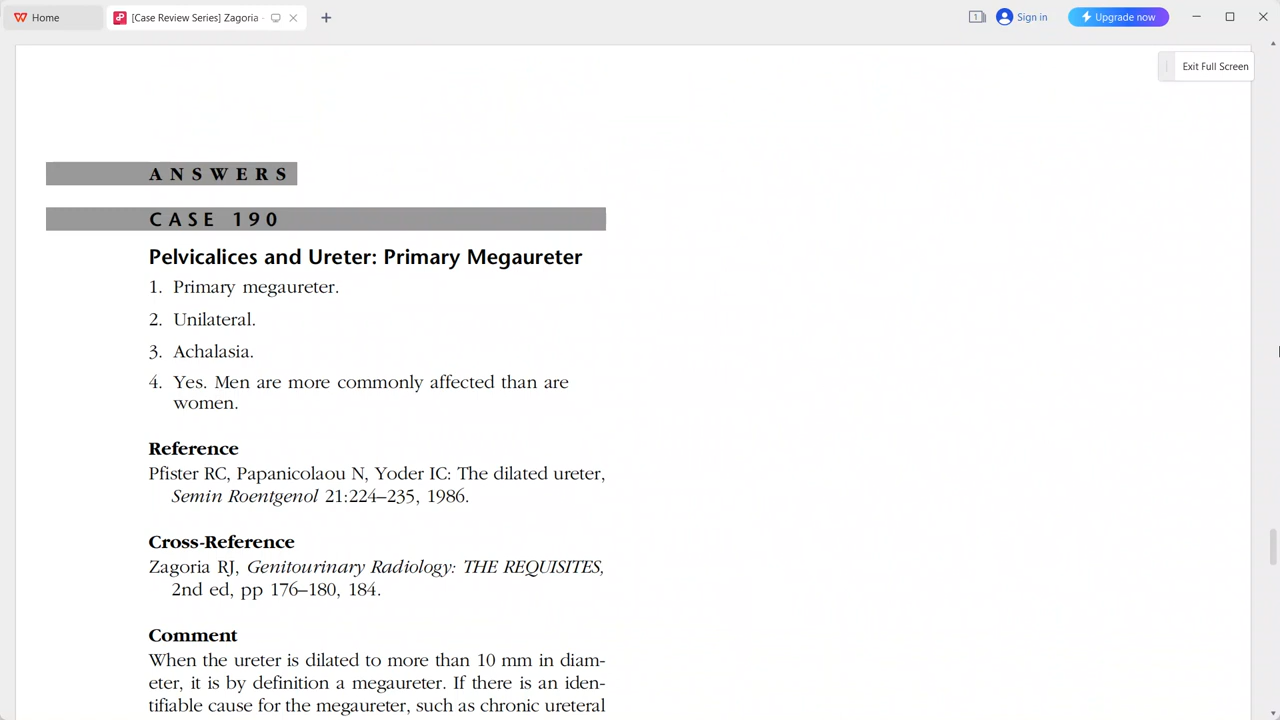 Home
[Case Review Series] Zagoria
1
Sign in
Upgrade now
Exit Full Screen
ANSWERS
CASE 190
Pelvicalices and Ureter: Primary Megaureter
1. Primary megaureter.
2. Unilateral.
3. Achalasia.
4. Yes. Men are more commonly affected than are
women.
Reference
Pfister RC, Papanicolaou N, Yoder IC: The dilated ureter,
Semin Roentgenol 21:224–235, 1986.
Cross-Reference
Zagoria RJ, Genitourinary Radiology: THE REQUISITES,
2nd ed, pp 176–180, 184.
Comment
When the ureter is dilated to more than 10 mm in diam-
eter, it is by definition a megaureter. If there is an iden-
tifiable cause for the megaureter, such as chronic ureteral